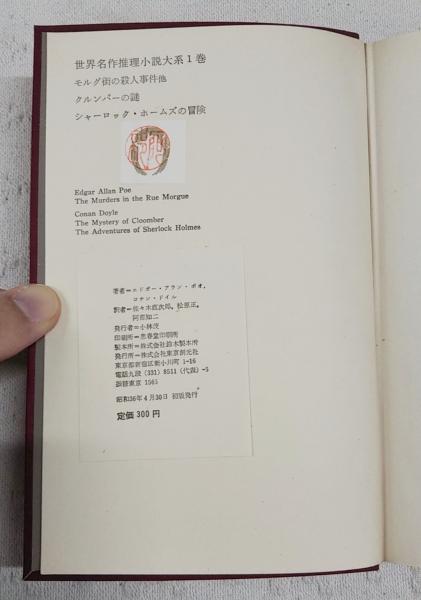 世界名作推理小説大系1巻
モルグ街の殺人事件他
クルンバーの謎
シャーロック・ホームズの冒険
Edgar Allan Poe
The Murders in the Rue Morgue
Conan Doyle
The Mystery of Cloomber
The Adventures of Sherlock Holmes
著者=エドガー・アラン・ポオ,
コナン・ドイル
訳者=佐々木直次郎, 松原正,
阿部知二
発行者=小林茂
印刷所=思春堂印刷所
製本所=株式会社鈴木製本所
発行所=株式会社東京創元社
東京都新宿区新小川町 1-16
電話九段 (331) 8511 (代表) -5
振替東京 1565
昭和36年4月30日 初版発行
定価 300 円